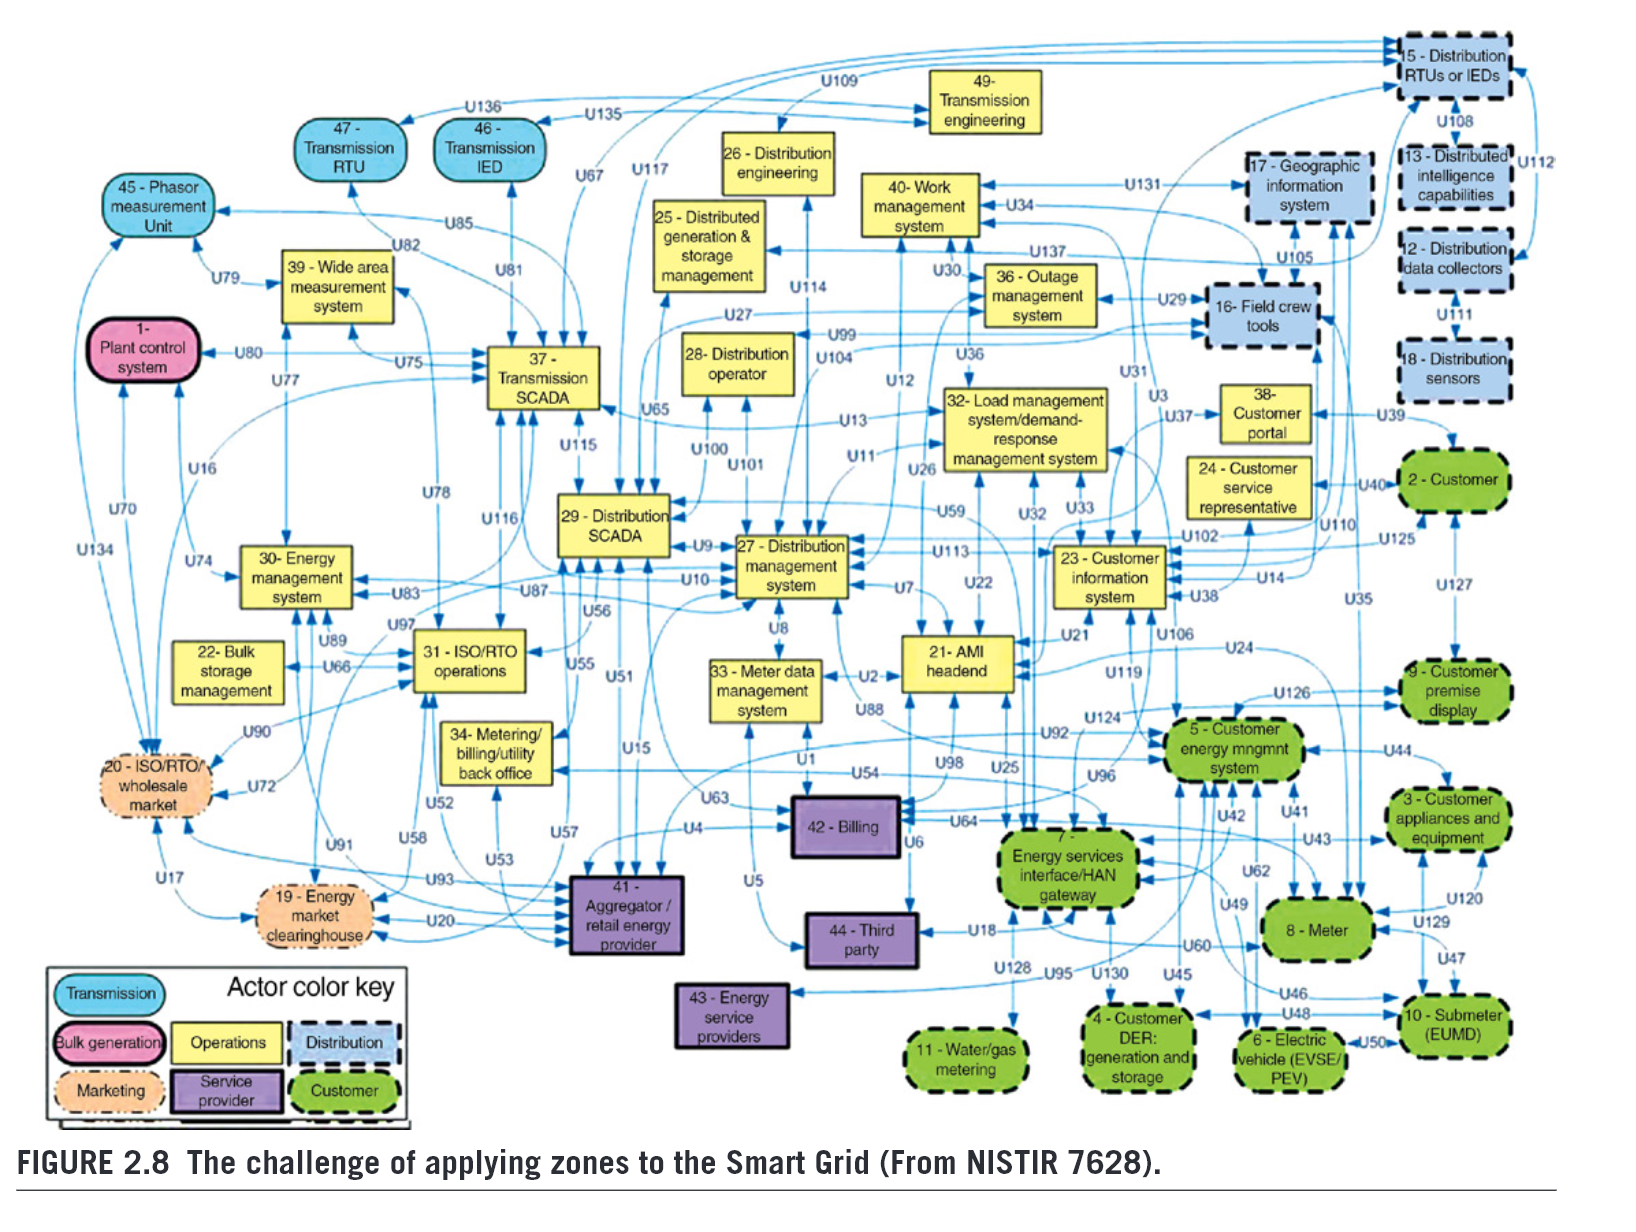 15 - Distribution
RTUs or IEDs
U109
49-
Transmission
engineering
U136
U135
U108
47 -
Transmission
RTU
46 -
Transmission
IED
26 - Distribution
engineering
U67
U117
17 - Geographic
information
system
13 - Distributed
intelligence
capabilities
U112
45 - Phasor
measurement
Unit
40- Work
management
system
U131
U34
25 - Distributed
generation &
storage
management
U85
U82
U137
U105
12 - Distribution
data collectors
39 - Wide area
measurement
system
U79
U81
U30
36 - Outage
management
system
U114
U29
16- Field crew
tools
U111
U27
U99
1-
Plant control
system
U80
U75
37 -
Transmission
SCADA
28- Distribution
operator
U104
U36
18 - Distribution
sensors
U77
U12
U31
U3
32- Load management
system/demand-
response
management system
38-
Customer
portal
U37
U39
U65
U13
U115
U100
U101
U11
U26
U16
24 - Customer
service
representative
U40
2 - Customer
U70
U78
U116
29 - Distribution
SCADA
U59
U32
U33
U110
U134
U9
27 - Distribution
management
system
U113
U102
U125
23 - Customer
information
system
U74
30- Energy
management
system
U83
U87
U10
U7
U22
U14
U38
U127
U35
U56
U97
U89
U8
U21
U106
22- Bulk
storage
management
U66
31 - ISO/RTO
operations
U55
U51
33 - Meter data
management
system
U2
21- AMI
headend
U119
U24
9 - Customer
premise
display
U126
U88
U124
U90
34- Metering/
billing/utility
back office
U15
U92
5 - Customer
energy mngmnt
system
U44
20 - ISO/RTO/
wholesale
market
U72
U1
U54
U98
U25
U96
U52
U63
U42
U41
3 - Customer
appliances and
equipment
U58
U57
U4
42 - Billing
U64
U43
U91
U53
U6
7 -
Energy services
interface/HAN
gateway
U62
U17
U93
U5
41 -
Aggregator /
retail energy
provider
U49
U120
U129
19 - Energy
market
clearinghouse
U20
44 - Third
party
U18
8 - Meter
U60
U47
U128
U95
U130
U45
Actor color key
Transmission
Bulk generation
Operations
Distribution
Marketing
Service
provider
Customer
43 - Energy
service
providers
U46
U48
10 - Submeter
(EUMD)
11 - Water/gas
metering
4 - Customer
DER:
generation and
storage
6 - Electric
vehicle (EVSE/
PEV)
U50
FIGURE 2.8 The challenge of applying zones to the Smart Grid (From NISTIR 7628).